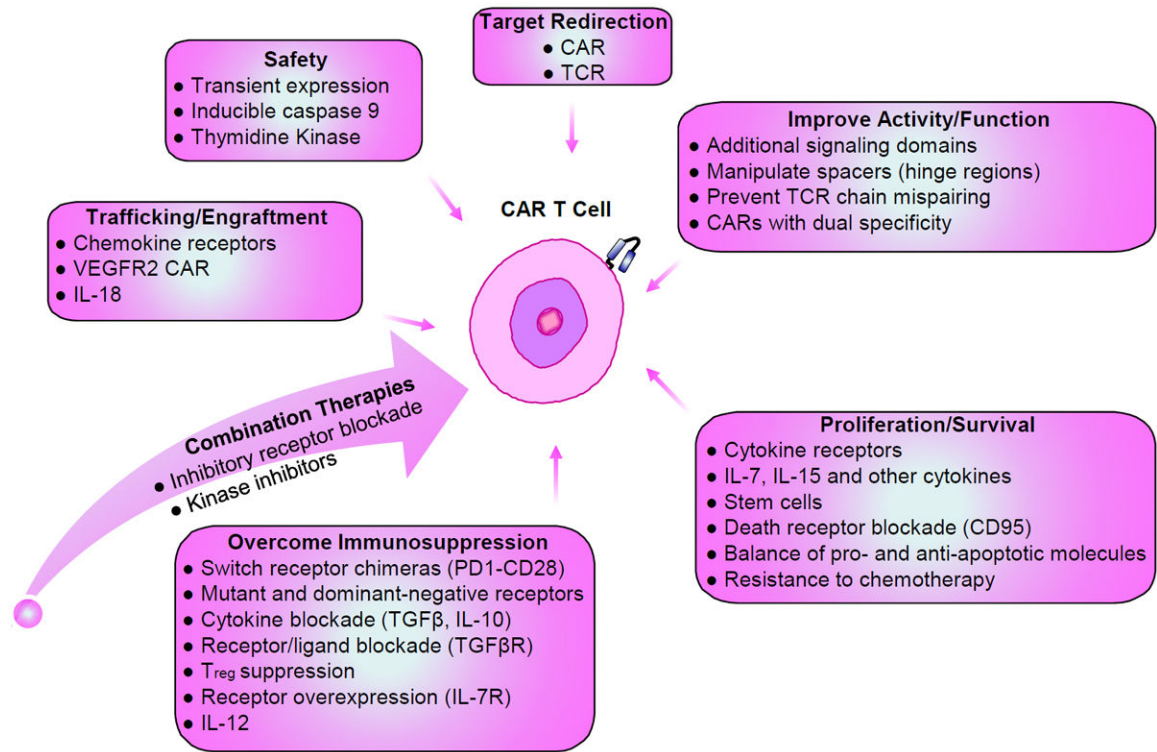 Target Redirection
● CAR
● TCR
Safety
● Transient expression
● Inducible caspase 9
● Thymidine Kinase
Improve Activity/Function
● Additional signaling domains
● Manipulate spacers (hinge regions)
● Prevent TCR chain mispairing
● CARs with dual specificity
Trafficking/Engraftment
● Chemokine receptors
● VEGFR2 CAR
● IL-18
CAR T Cell
Combination Therapies
● Inhibitory receptor blockade
● Kinase inhibitors
Proliferation/Survival
● Cytokine receptors
● IL-7, IL-15 and other cytokines
● Stem cells
● Death receptor blockade (CD95)
● Balance of pro- and anti-apoptotic molecules
● Resistance to chemotherapy
Overcome Immunosuppression
● Switch receptor chimeras (PD1-CD28)
● Mutant and dominant-negative receptors
● Cytokine blockade (TGFβ, IL-10)
● Receptor/ligand blockade (TGFβR)
● Treg suppression
● Receptor overexpression (IL-7R)
● IL-12